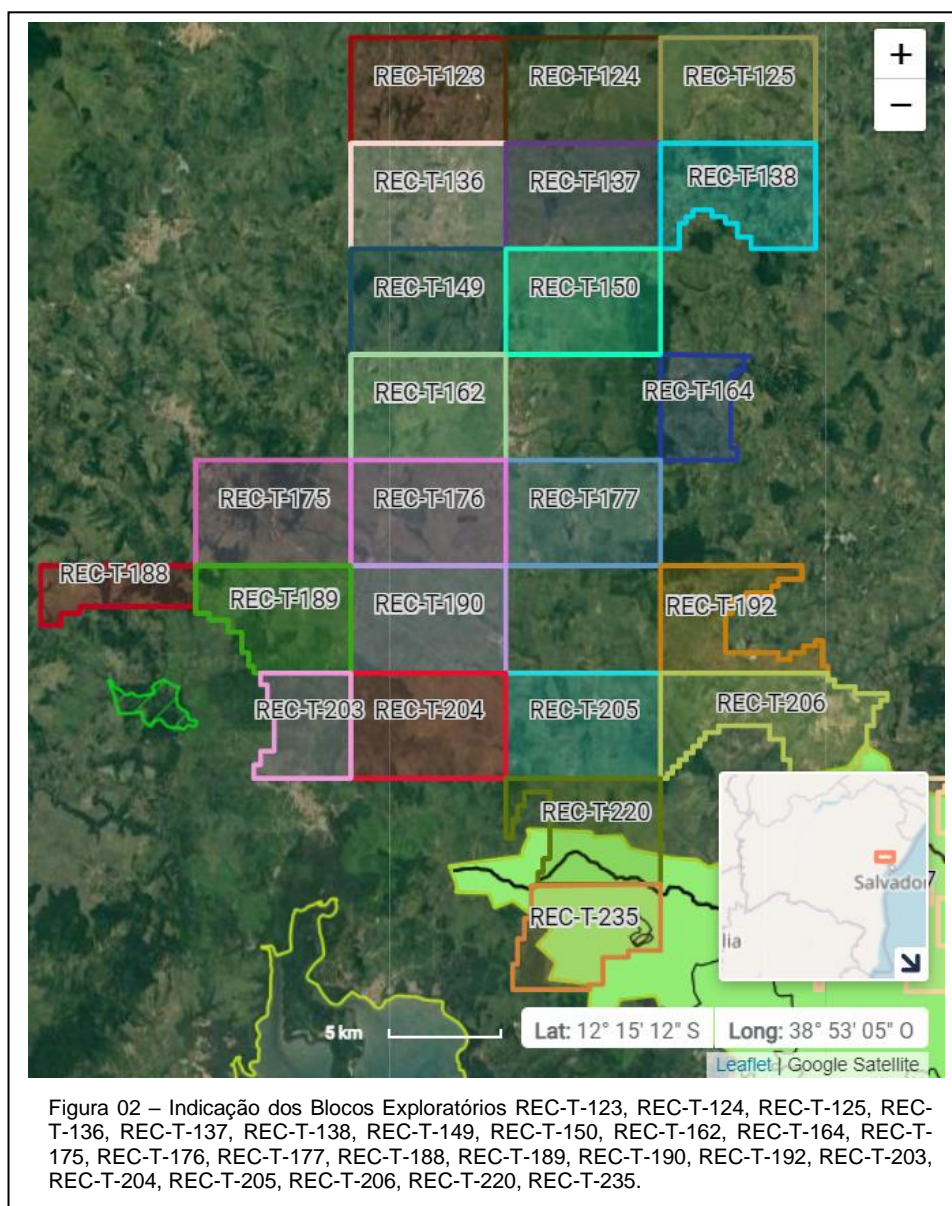 +
−
REC-T-123 REC-T-124 REC-T-125
REC-T-136 REC-T-137 REC-T-138
REC-T-149 REC-T-150
REC-T-162 REC-T-164
REC-T-175 REC-T-176 REC-T-177
REC-T-188 REC-T-189 REC-T-190 REC-T-192
REC-T-203 REC-T-204 REC-T-205 REC-T-206
REC-T-220
Salvador
7
lia
REC-T-235
5 km
Lat: 12° 15' 12" S Long: 38° 53' 05" O
Leaflet | Google Satellite
Figura 02 – Indicação dos Blocos Exploratórios REC-T-123, REC-T-124, REC-T-125, REC-
T-136, REC-T-137, REC-T-138, REC-T-149, REC-T-150, REC-T-162, REC-T-164, REC-T-
175, REC-T-176, REC-T-177, REC-T-188, REC-T-189, REC-T-190, REC-T-192, REC-T-203,
REC-T-204, REC-T-205, REC-T-206, REC-T-220, REC-T-235.